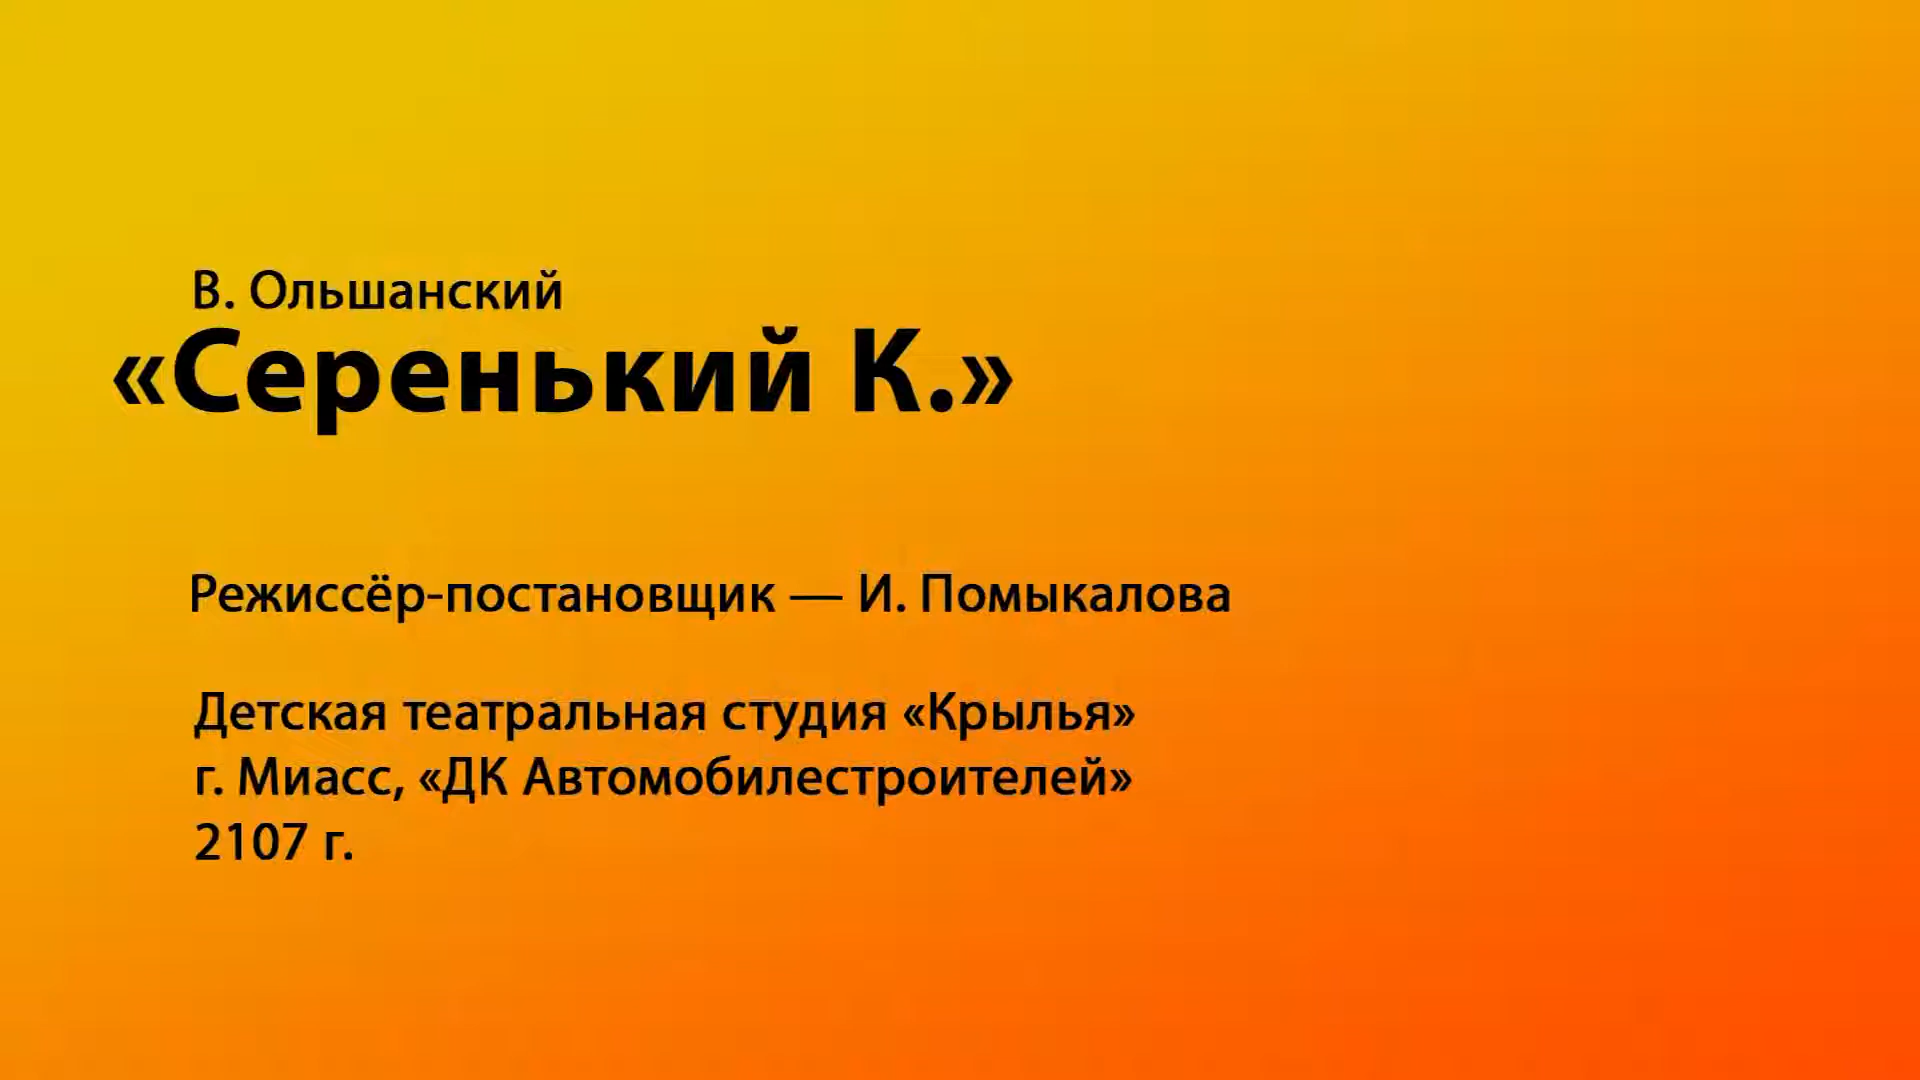 В. Ольшанский
«Серенький К.»
Режиссёр-постановщик — И. Помыкалова
Детская театральная студия «Крылья»
г. Миасс, «ДК Автомобилестроителей»
2107 г.